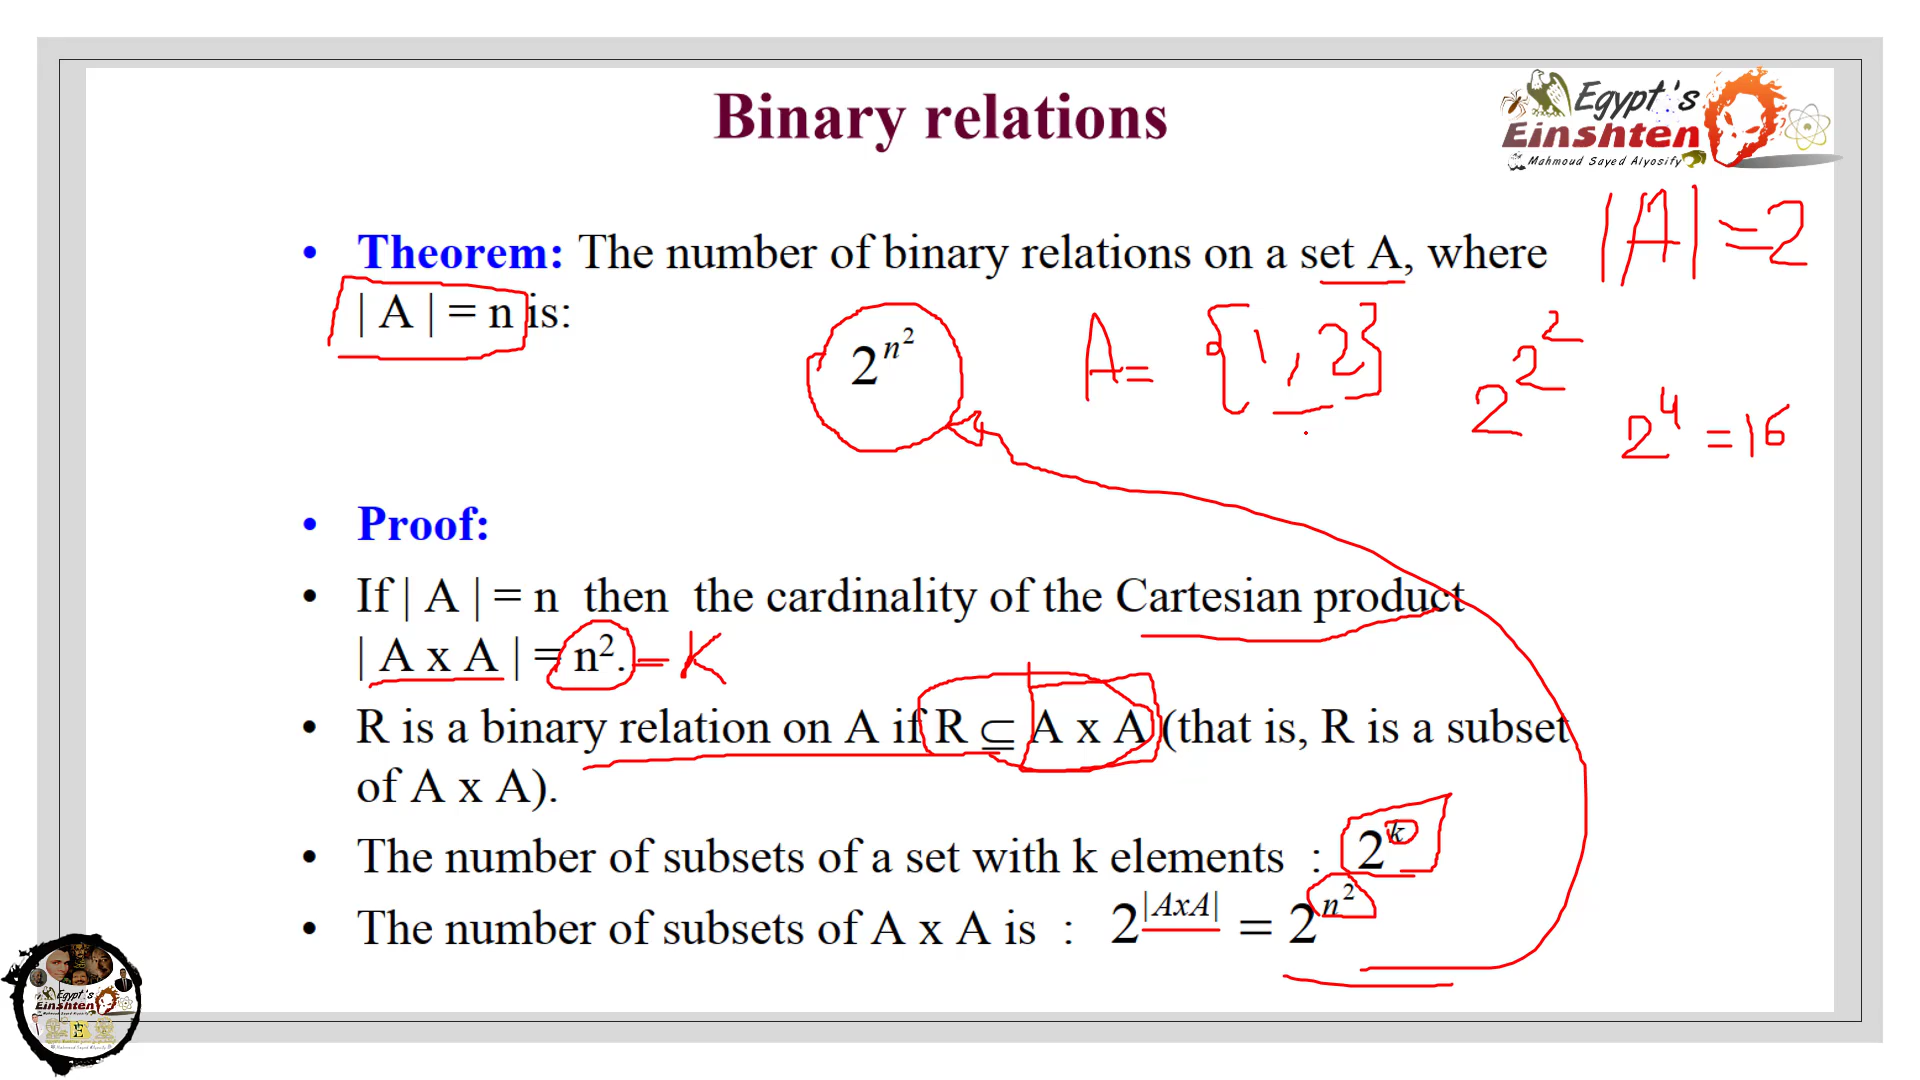 Binary relations
Egypt's
Einshten
Mahmoud Sayed Alyosify
|A| = 2
• Theorem: The number of binary relations on a set A, where
| A | = n is:
2^{n^2}
A = {1, 2}
2^{2^2}
2^4 = 16
• Proof:
• If | A | = n then the cardinality of the Cartesian product
| A x A | = n². = K
• R is a binary relation on A if R ⊆ A x A (that is, R is a subset
of A x A).
• The number of subsets of a set with k elements : 2^k
• The number of subsets of A x A is : 2^{|AxA|} = 2^{n^2}
Egypt's
Einshten